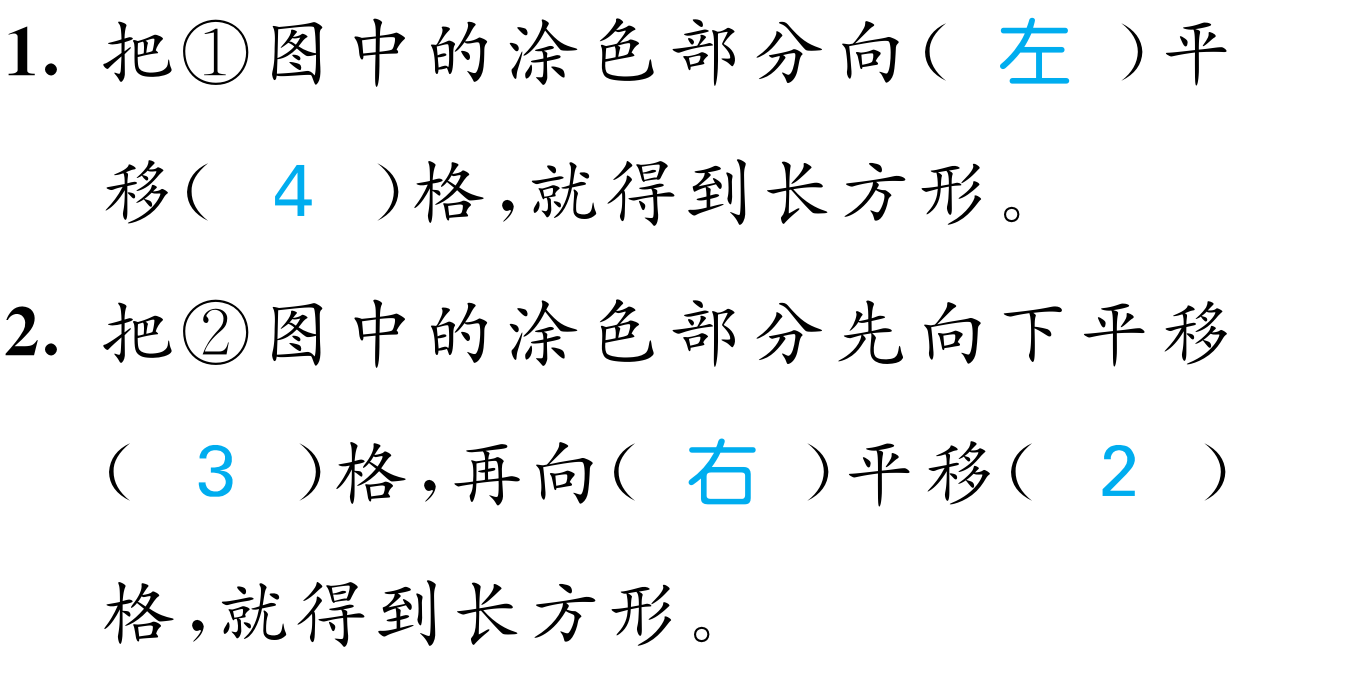 1. 把①图中的涂色部分向( 左 )平
移( 4 )格,就得到长方形。
2. 把②图中的涂色部分先向下平移
( 3 )格,再向( 右 )平移( 2 )
格,就得到长方形。